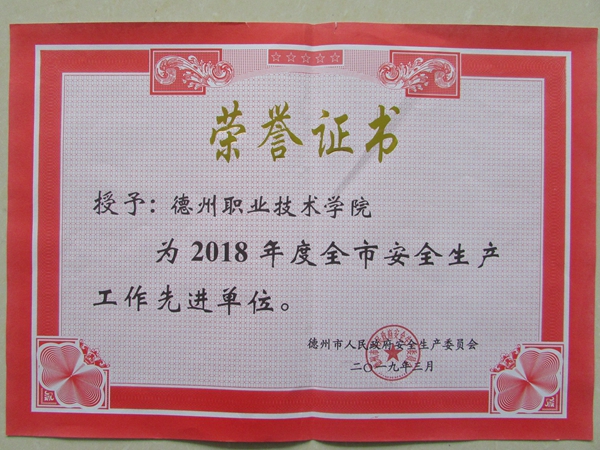 荣誉证书
授予：德州职业技术学院
为2018年度全市安全生产
工作先进单位。
德州市人民政府安全生产委员会
二〇一九年三月